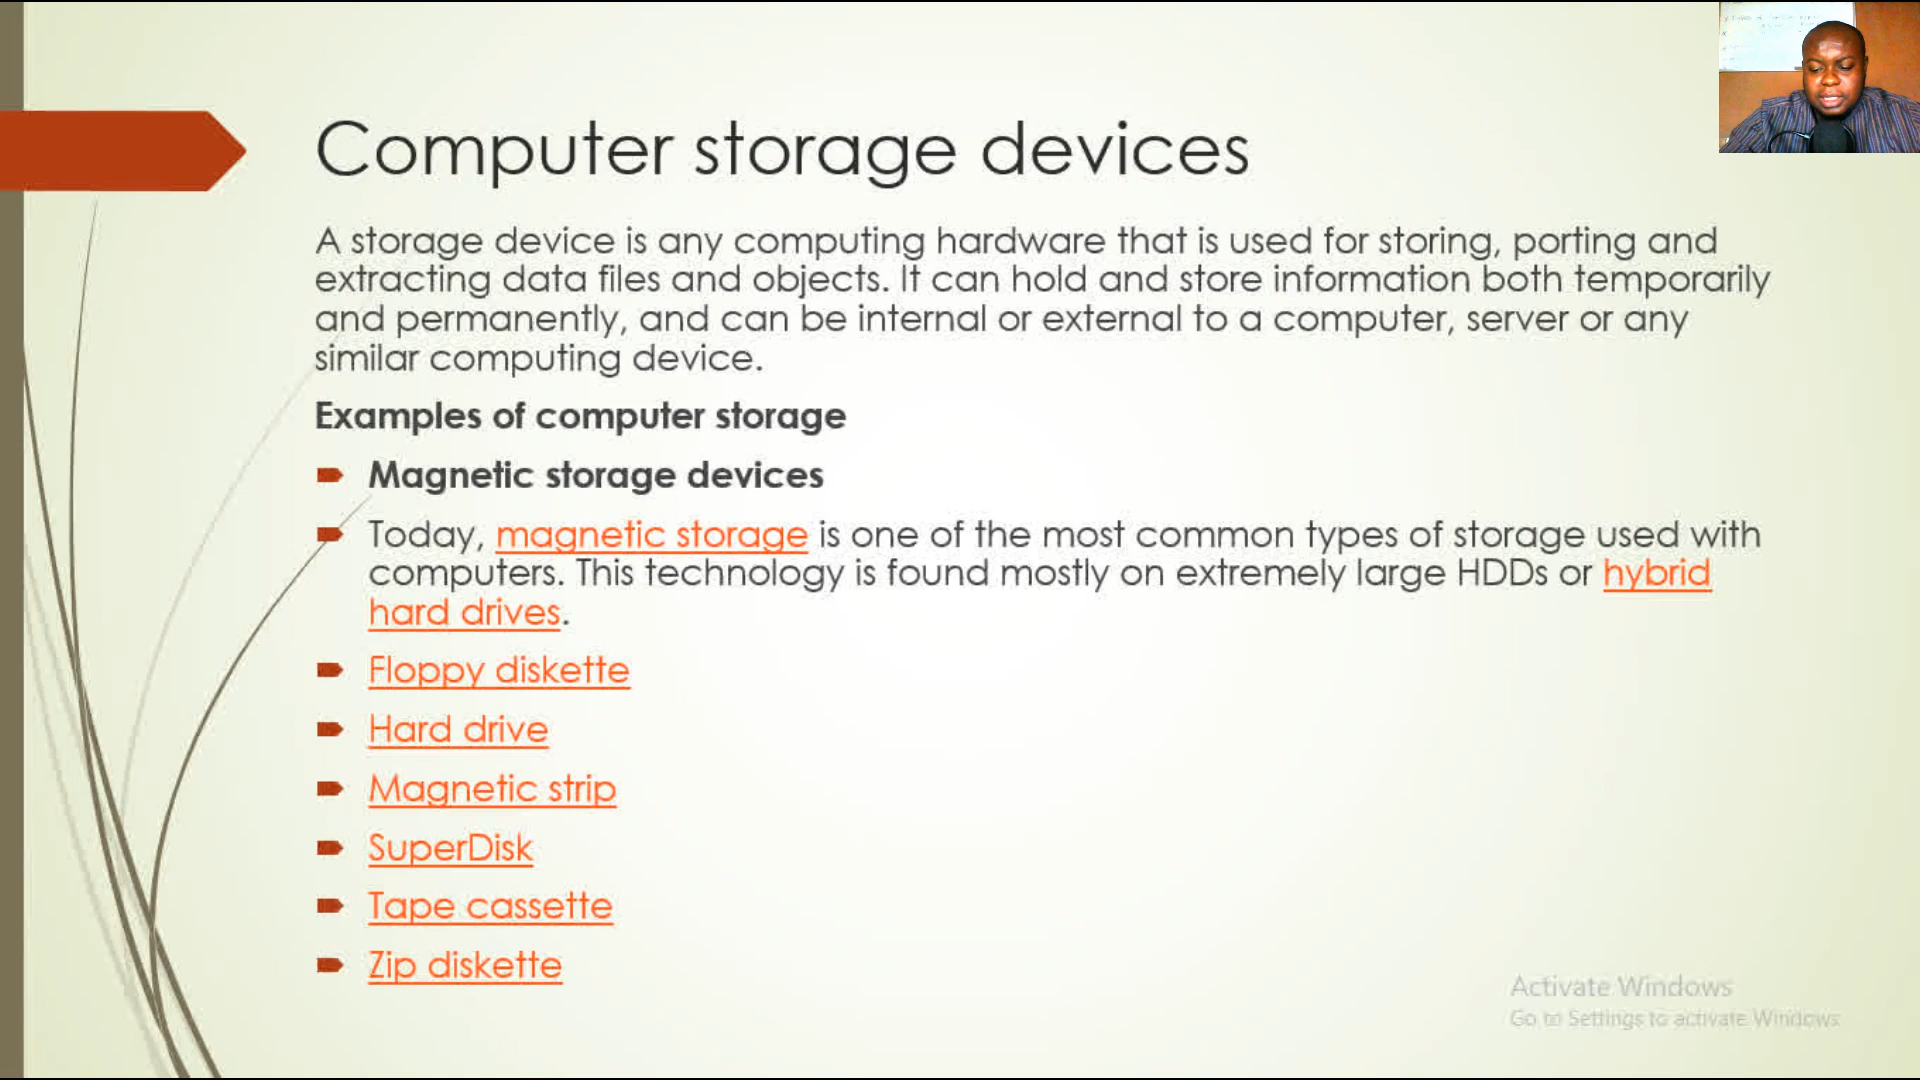 Computer storage devices
A storage device is any computing hardware that is used for storing, porting and
extracting data files and objects. It can hold and store information both temporarily
and permanently, and can be internal or external to a computer, server or any
similar computing device.
Examples of computer storage
Magnetic storage devices
Today, magnetic storage is one of the most common types of storage used with
computers. This technology is found mostly on extremely large HDDs or hybrid
hard drives.
Floppy diskette
Hard drive
Magnetic strip
SuperDisk
Tape cassette
Zip diskette
Activate Windows
Go to Settings to activate Windows